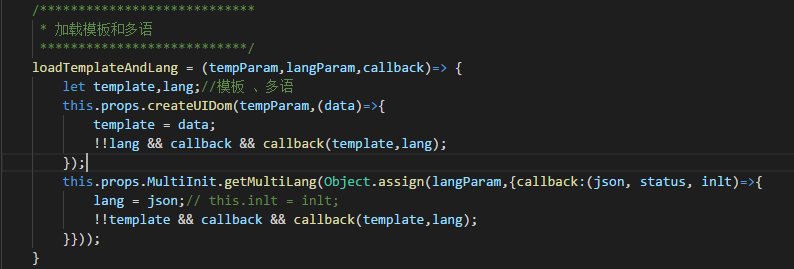 /****************************
* 加载模板和多语
****************************/
loadTemplateAndLang = (tempParam,langParam,callback)=> {
let template,lang;//模板 、多语
this.props.createUIDom(tempParam,(data)=>{
template = data;
!!lang && callback && callback(template,lang);
});
this.props.MultiInit.getMultiLang(Object.assign(langParam,{callback:(json, status, inlt)=>{
lang = json;// this.inlt = inlt;
!!template && callback && callback(template,lang);
}}));
}